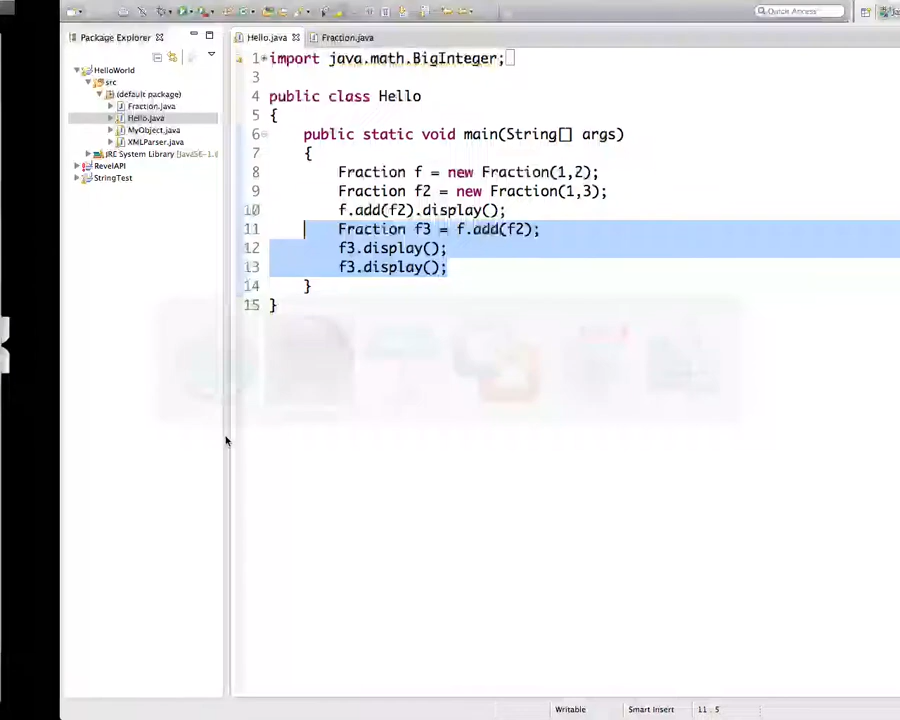 Quick Access
Package Explorer
HelloWorld
src
(default package)
Fraction.java
Hello.java
MyObject.java
XMLParser.java
JRE System Library [JavaSE-1.6
RevelAPI
StringTest
Hello.java
Fraction.java
1 import java.math.BigInteger;
3
4 public class Hello
5 {
6 public static void main(String[] args)
7 {
8 Fraction f = new Fraction(1,2);
9 Fraction f2 = new Fraction(1,3);
10 f.add(f2).display();
11 Fraction f3 = f.add(f2);
12 f3.display();
13 f3.display();
14 }
15 }
Writable
Smart Insert
11 : 5